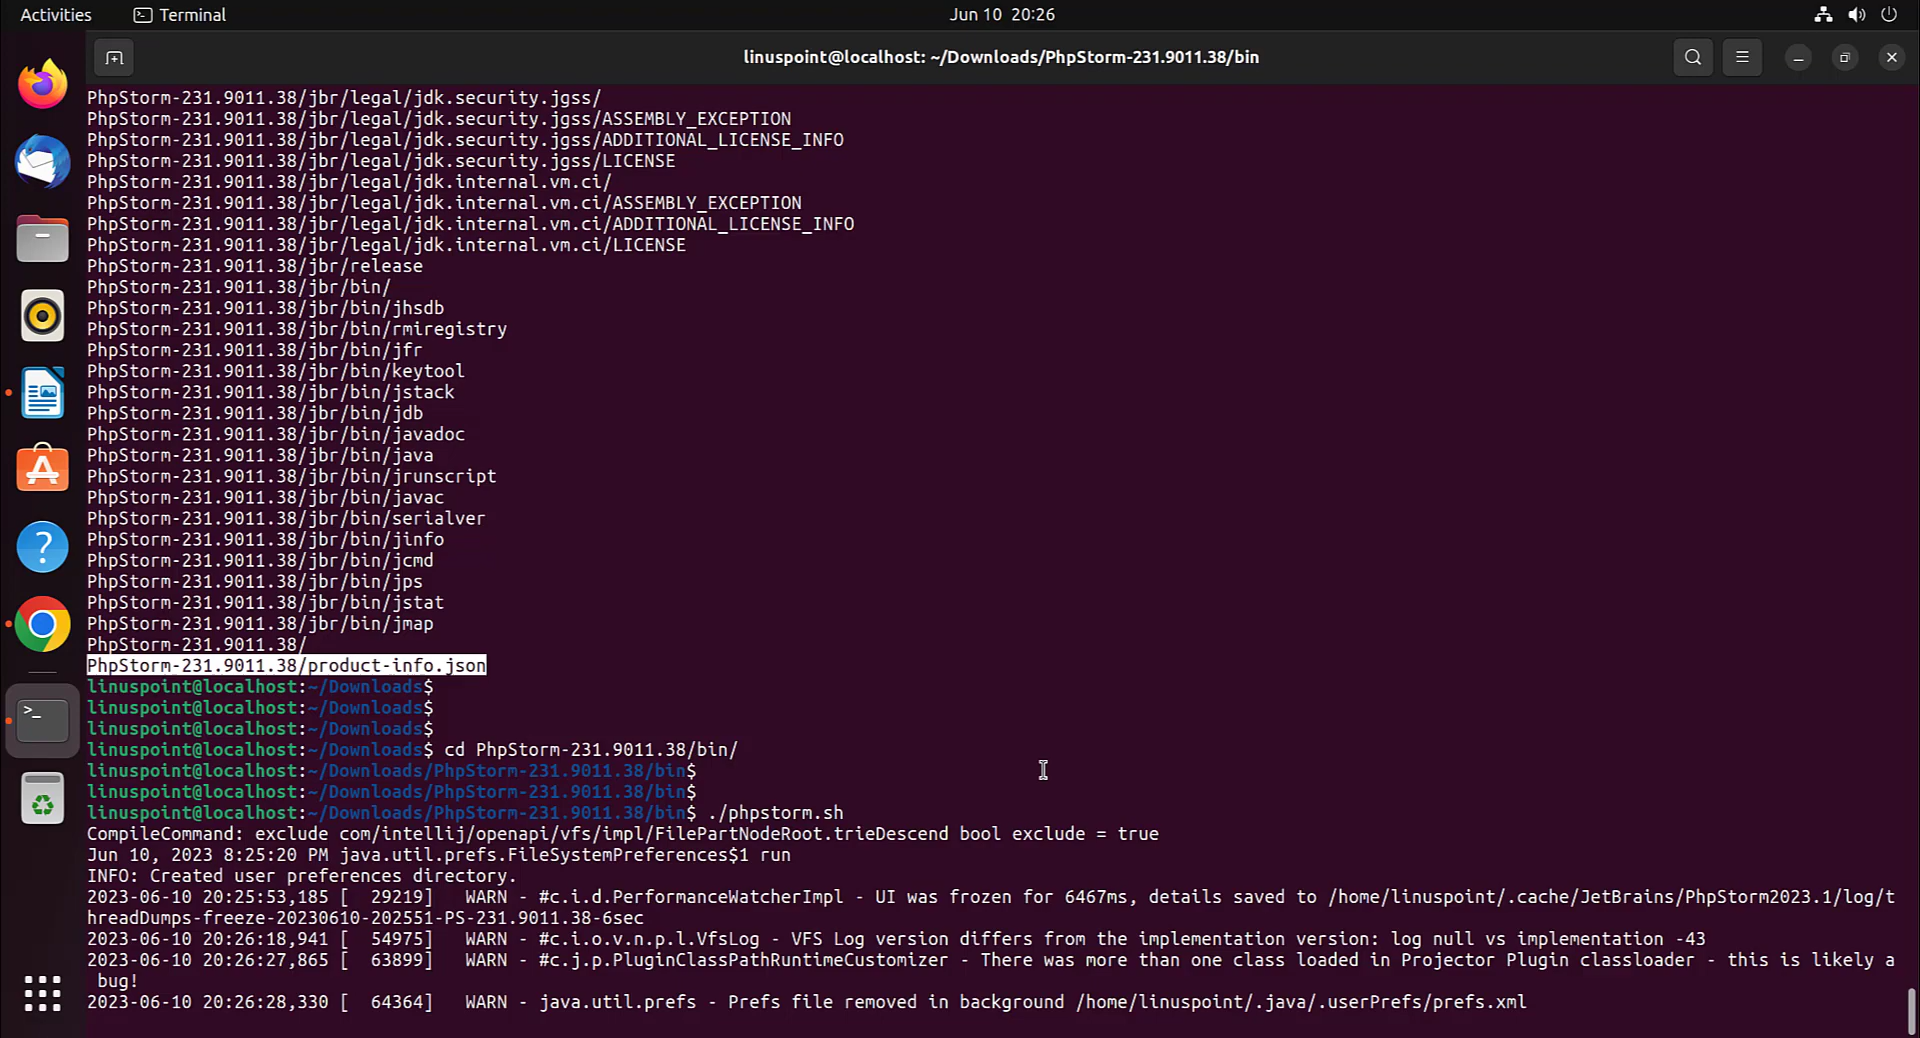 Activities
Terminal
Jun 10 20:26
linuspoint@localhost: ~/Downloads/PhpStorm-231.9011.38/bin
PhpStorm-231.9011.38/jbr/legal/jdk.security.jgss/
PhpStorm-231.9011.38/jbr/legal/jdk.security.jgss/ASSEMBLY_EXCEPTION
PhpStorm-231.9011.38/jbr/legal/jdk.security.jgss/ADDITIONAL_LICENSE_INFO
PhpStorm-231.9011.38/jbr/legal/jdk.security.jgss/LICENSE
PhpStorm-231.9011.38/jbr/legal/jdk.internal.vm.ci/
PhpStorm-231.9011.38/jbr/legal/jdk.internal.vm.ci/ASSEMBLY_EXCEPTION
PhpStorm-231.9011.38/jbr/legal/jdk.internal.vm.ci/ADDITIONAL_LICENSE_INFO
PhpStorm-231.9011.38/jbr/legal/jdk.internal.vm.ci/LICENSE
PhpStorm-231.9011.38/jbr/release
PhpStorm-231.9011.38/jbr/bin/
PhpStorm-231.9011.38/jbr/bin/jhsdb
PhpStorm-231.9011.38/jbr/bin/rmiregistry
PhpStorm-231.9011.38/jbr/bin/jfr
PhpStorm-231.9011.38/jbr/bin/keytool
PhpStorm-231.9011.38/jbr/bin/jstack
PhpStorm-231.9011.38/jbr/bin/jdb
PhpStorm-231.9011.38/jbr/bin/javadoc
PhpStorm-231.9011.38/jbr/bin/java
PhpStorm-231.9011.38/jbr/bin/jrunscript
PhpStorm-231.9011.38/jbr/bin/javac
PhpStorm-231.9011.38/jbr/bin/serialver
PhpStorm-231.9011.38/jbr/bin/jinfo
PhpStorm-231.9011.38/jbr/bin/jcmd
PhpStorm-231.9011.38/jbr/bin/jps
PhpStorm-231.9011.38/jbr/bin/jstat
PhpStorm-231.9011.38/jbr/bin/jmap
PhpStorm-231.9011.38/
PhpStorm-231.9011.38/product-info.json
linuspoint@localhost:~/Downloads$
linuspoint@localhost:~/Downloads$
linuspoint@localhost:~/Downloads$
linuspoint@localhost:~/Downloads$ cd PhpStorm-231.9011.38/bin/
linuspoint@localhost:~/Downloads/PhpStorm-231.9011.38/bin$
linuspoint@localhost:~/Downloads/PhpStorm-231.9011.38/bin$
linuspoint@localhost:~/Downloads/PhpStorm-231.9011.38/bin$ ./phpstorm.sh
CompileCommand: exclude com/intellij/openapi/vfs/impl/FilePartNodeRoot.trieDescend bool exclude = true
Jun 10, 2023 8:25:20 PM java.util.prefs.FileSystemPreferences$1 run
INFO: Created user preferences directory.
2023-06-10 20:25:53,185 [  29219]   WARN - #c.i.d.PerformanceWatcherImpl - UI was frozen for 6467ms, details saved to /home/linuspoint/.cache/JetBrains/PhpStorm2023.1/log/t
hreadDumps-freeze-20230610-202551-PS-231.9011.38-6sec
2023-06-10 20:26:18,941 [  54975]   WARN - #c.i.o.v.n.p.l.VfsLog - VFS Log version differs from the implementation version: log null vs implementation -43
2023-06-10 20:26:27,865 [  63899]   WARN - #c.j.p.PluginClassPathRuntimeCustomizer - There was more than one class loaded in Projector Plugin classloader - this is likely a
 bug!
2023-06-10 20:26:28,330 [  64364]   WARN - java.util.prefs - Prefs file removed in background /home/linuspoint/.java/.userPrefs/prefs.xml